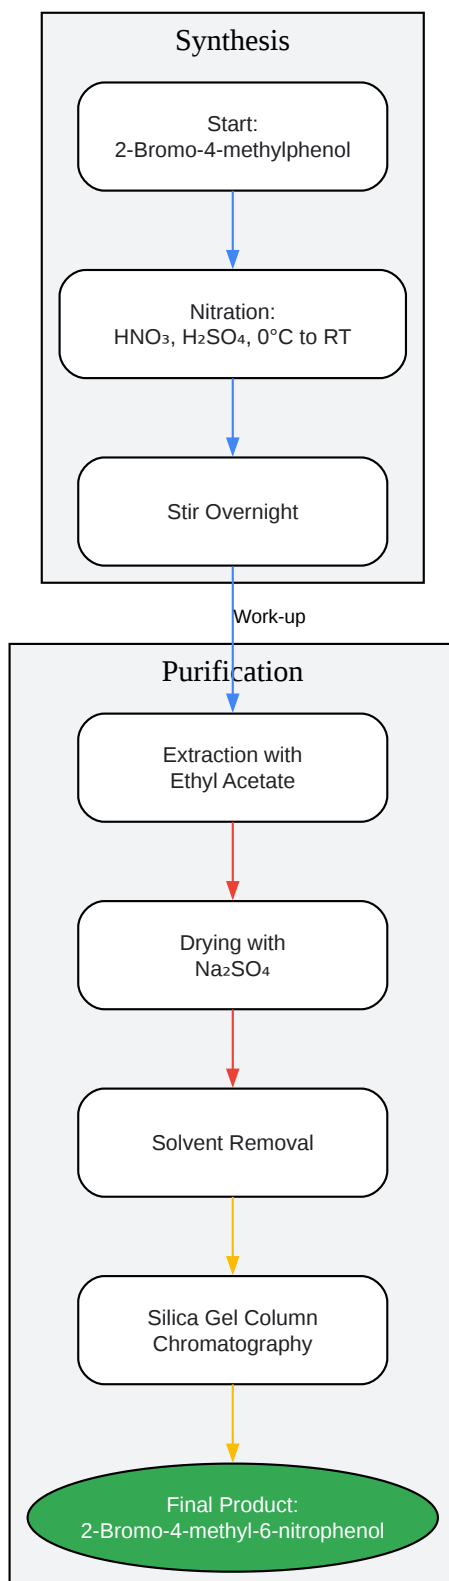 Synthesis
Start:
2-Bromo-4-methylphenol
Nitration:
HNO₃, H₂SO₄, 0°C to RT
Stir Overnight
Work-up
Purification
Extraction with
Ethyl Acetate
Drying with
Na₂SO₄
Solvent Removal
Silica Gel Column
Chromatography
Final Product:
2-Bromo-4-methyl-6-nitrophenol